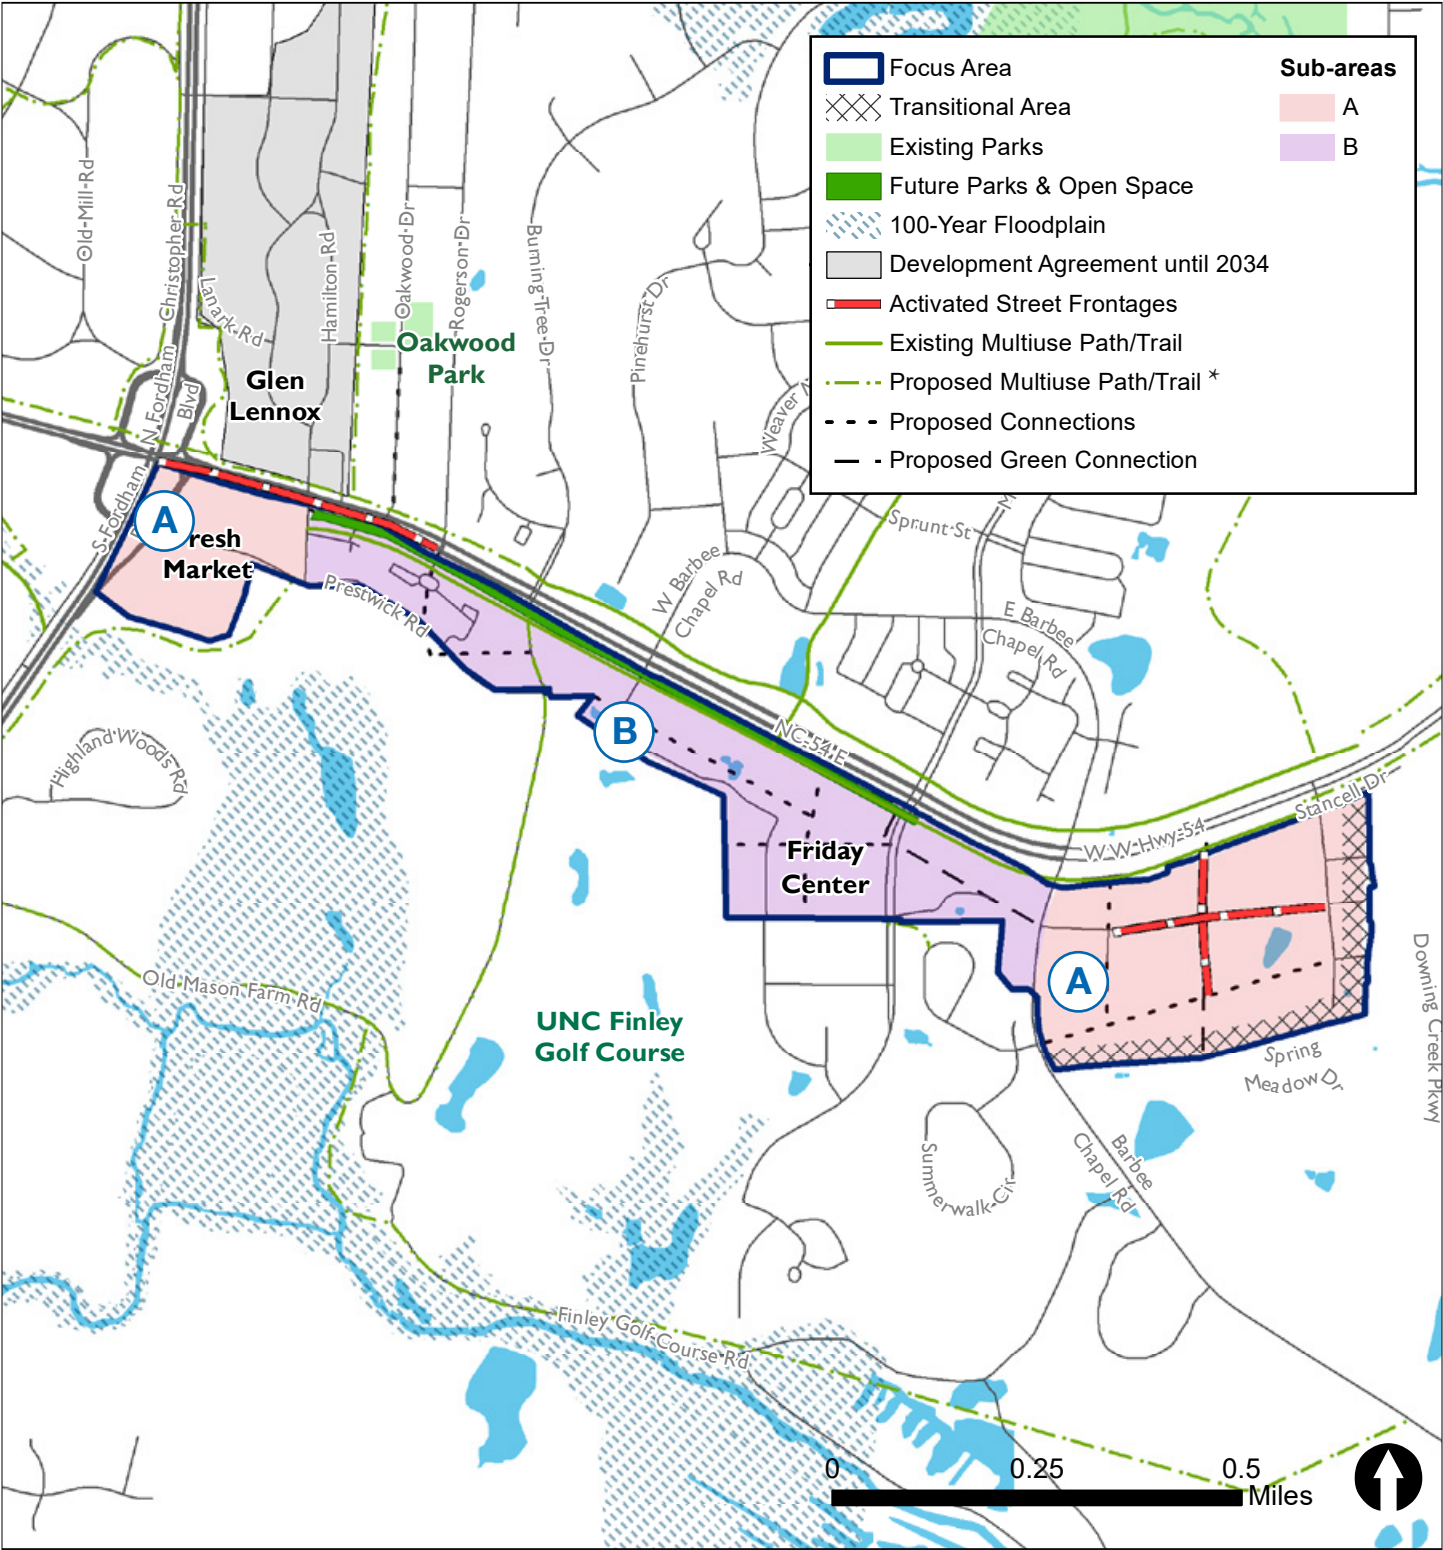 Focus Area
Transitional Area
Existing Parks
Future Parks & Open Space
100-Year Floodplain
Development Agreement until 2034
Activated Street Frontages
Existing Multiuse Path/Trail
Proposed Multiuse Path/Trail *
Proposed Connections
Proposed Green Connection
Sub-areas
A
B
Old-Mill-Rd
Christopher Rd
N Fordham
Blvd
Lanark-Rd
Hamilton-Rd
Oakwood-Dr
Rogerson-Dr
Burning-Tree-Dr
Pinehurst Dr
Weaver
Oakwood
Park
Glen
Lennox
S-Fordham
A
resh
Market
Prestwick Rd
W Barbee
Chapel Rd
Sprunt St
E Barbee
Chapel Rd
B
NC-54 E
Highland Woods Rd
Friday
Center
W W Hwy-54
Stancell Dr
A
Old Mason Farm Rd
UNC Finley
Golf Course
Spring
Meadow Dr
Downing
Creek Pkwy
Summerwalk-Cir
Barbee
Chapel Rd
Finley Golf-Course Rd
0
0.25
0.5
Miles